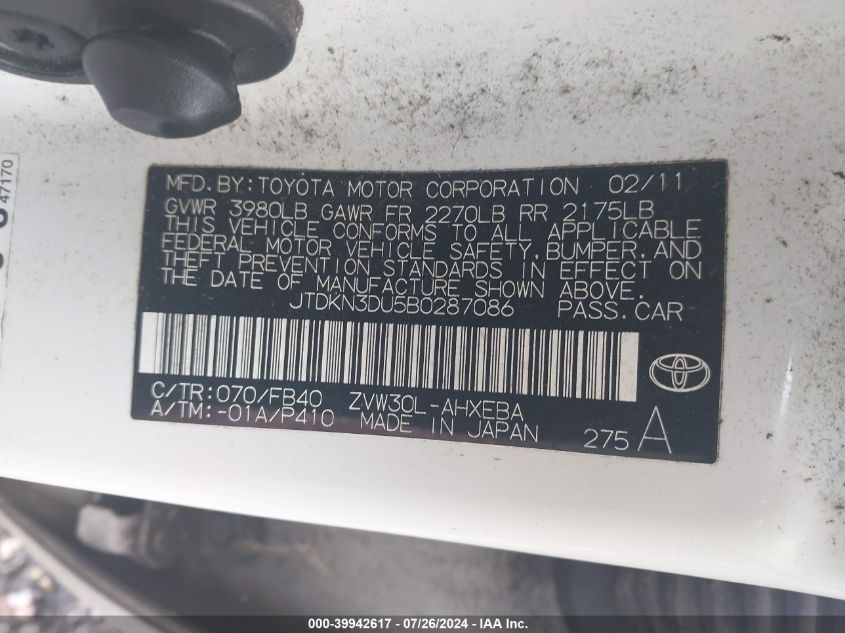 47170
MFD. BY: TOYOTA MOTOR CORPORATION 02/11
GVWR 3980LB GAWR FR 2270LB RR 2175LB
THIS VEHICLE CONFORMS TO ALL APPLICABLE
FEDERAL MOTOR VEHICLE SAFETY, BUMPER, AND
THEFT PREVENTION STANDARDS IN EFFECT ON
THE DATE OF MANUFACTURE SHOWN ABOVE.
JTDKN3DU5B0287086 PASS. CAR
C/TR: 070/FB40 ZVW30L-AHXEBA
A/TM: -01A/P410 MADE IN JAPAN 275 A
000-39942617 - 07/26/2024 - IAAI.com